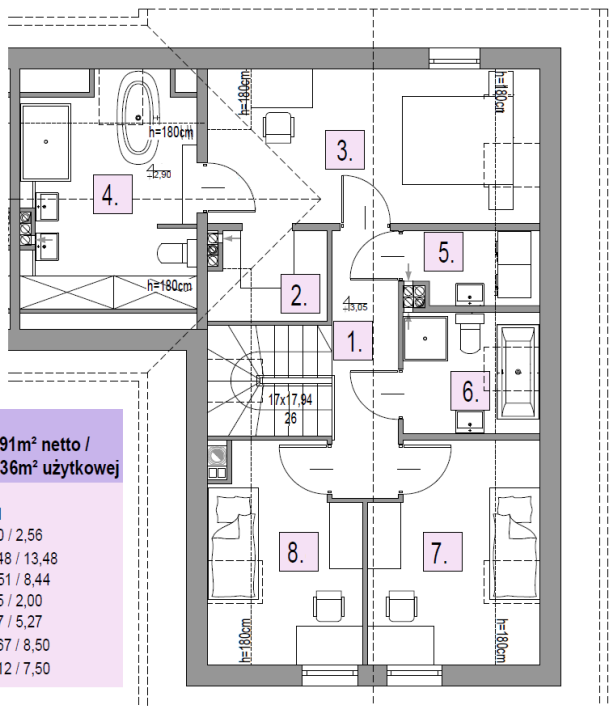 h=180cm
h=180cm
h=180cm
3.
4.
2,90
5.
h=180cm
2.
3,05
1.
17x17,94
26
6.
91m² netto /
36m² użytkowej
0 / 2,56
48 / 13,48
51 / 8,44
5 / 2,00
7 / 5,27
67 / 8,50
12 / 7,50
8.
7.
h=180cm
h=180cm